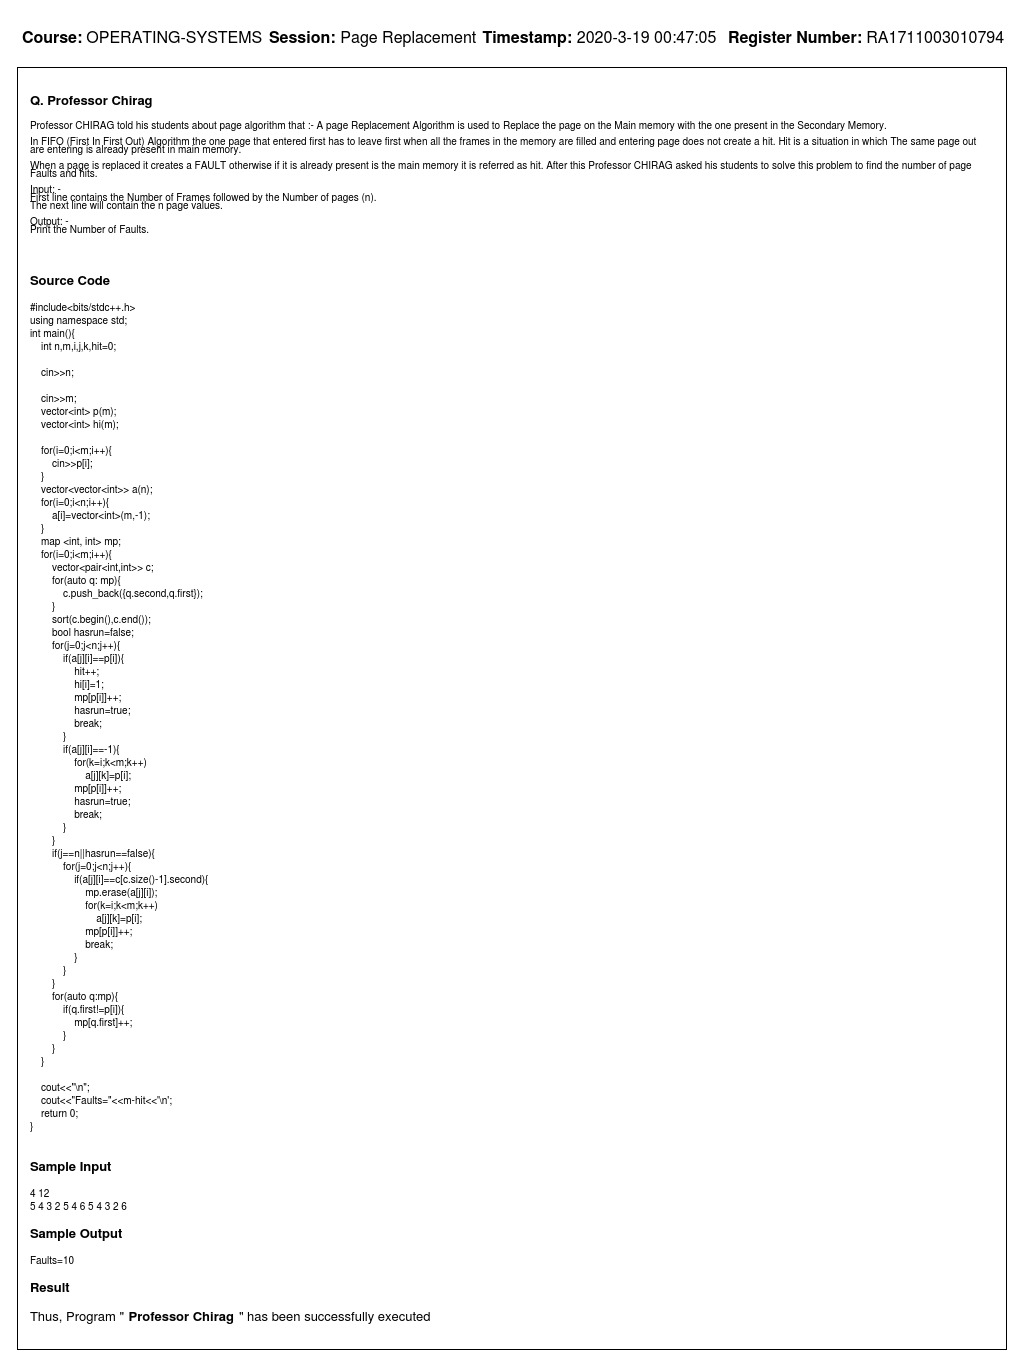 Course: OPERATING-SYSTEMS Session: Page Replacement Timestamp: 2020-3-19 00:47:05 Register Number: RA1711003010794
Q. Professor Chirag
Professor CHIRAG told his students about page algorithm that :- A page Replacement Algorithm is used to Replace the page on the Main memory with the one present in the Secondary Memory.
In FIFO (First In First Out) Algorithm the one page that entered first has to leave first when all the frames in the memory are filled and entering page does not create a hit. Hit is a situation in which The same page out
are entering is already present in main memory.
When a page is replaced it creates a FAULT otherwise if it is already present is the main memory it is referred as hit. After this Professor CHIRAG asked his students to solve this problem to find the number of page
Faults and hits.
Input: -
First line contains the Number of Frames followed by the Number of pages (n).
The next line will contain the n page values.
Output: -
Print the Number of Faults.
Source Code
#include<bits/stdc++.h>
using namespace std;
int main(){
    int n,m,i,j,k,hit=0;
    cin>>n;
    cin>>m;
    vector<int> p(m);
    vector<int> hi(m);
    for(i=0;i<m;i++){
        cin>>p[i];
    }
    vector<vector<int>> a(n);
    for(i=0;i<n;i++){
        a[i]=vector<int>(m,-1);
    }
    map <int, int> mp;
    for(i=0;i<m;i++){
        vector<pair<int,int>> c;
        for(auto q: mp){
            c.push_back({q.second,q.first});
        }
        sort(c.begin(),c.end());
        bool hasrun=false;
        for(j=0;j<n;j++){
            if(a[j][i]==p[i]){
                hit++;
                hi[i]=1;
                mp[p[i]]++;
                hasrun=true;
                break;
            }
            if(a[j][i]==-1){
                for(k=i;k<m;k++)
                    a[j][k]=p[i];
                mp[p[i]]++;
                hasrun=true;
                break;
            }
        }
        if(j==n||hasrun==false){
            for(j=0;j<n;j++){
                if(a[j][i]==c[c.size()-1].second){
                    mp.erase(a[j][i]);
                    for(k=i;k<m;k++)
                        a[j][k]=p[i];
                    mp[p[i]]++;
                    break;
                }
            }
        }
        for(auto q:mp){
            if(q.first!=p[i]){
                mp[q.first]++;
            }
        }
    }
    cout<<"\n";
    cout<<"Faults="<<m-hit<<'\n';
    return 0;
}
Sample Input
4 12
5 4 3 2 5 4 6 5 4 3 2 6
Sample Output
Faults=10
Result
Thus, Program " Professor Chirag " has been successfully executed